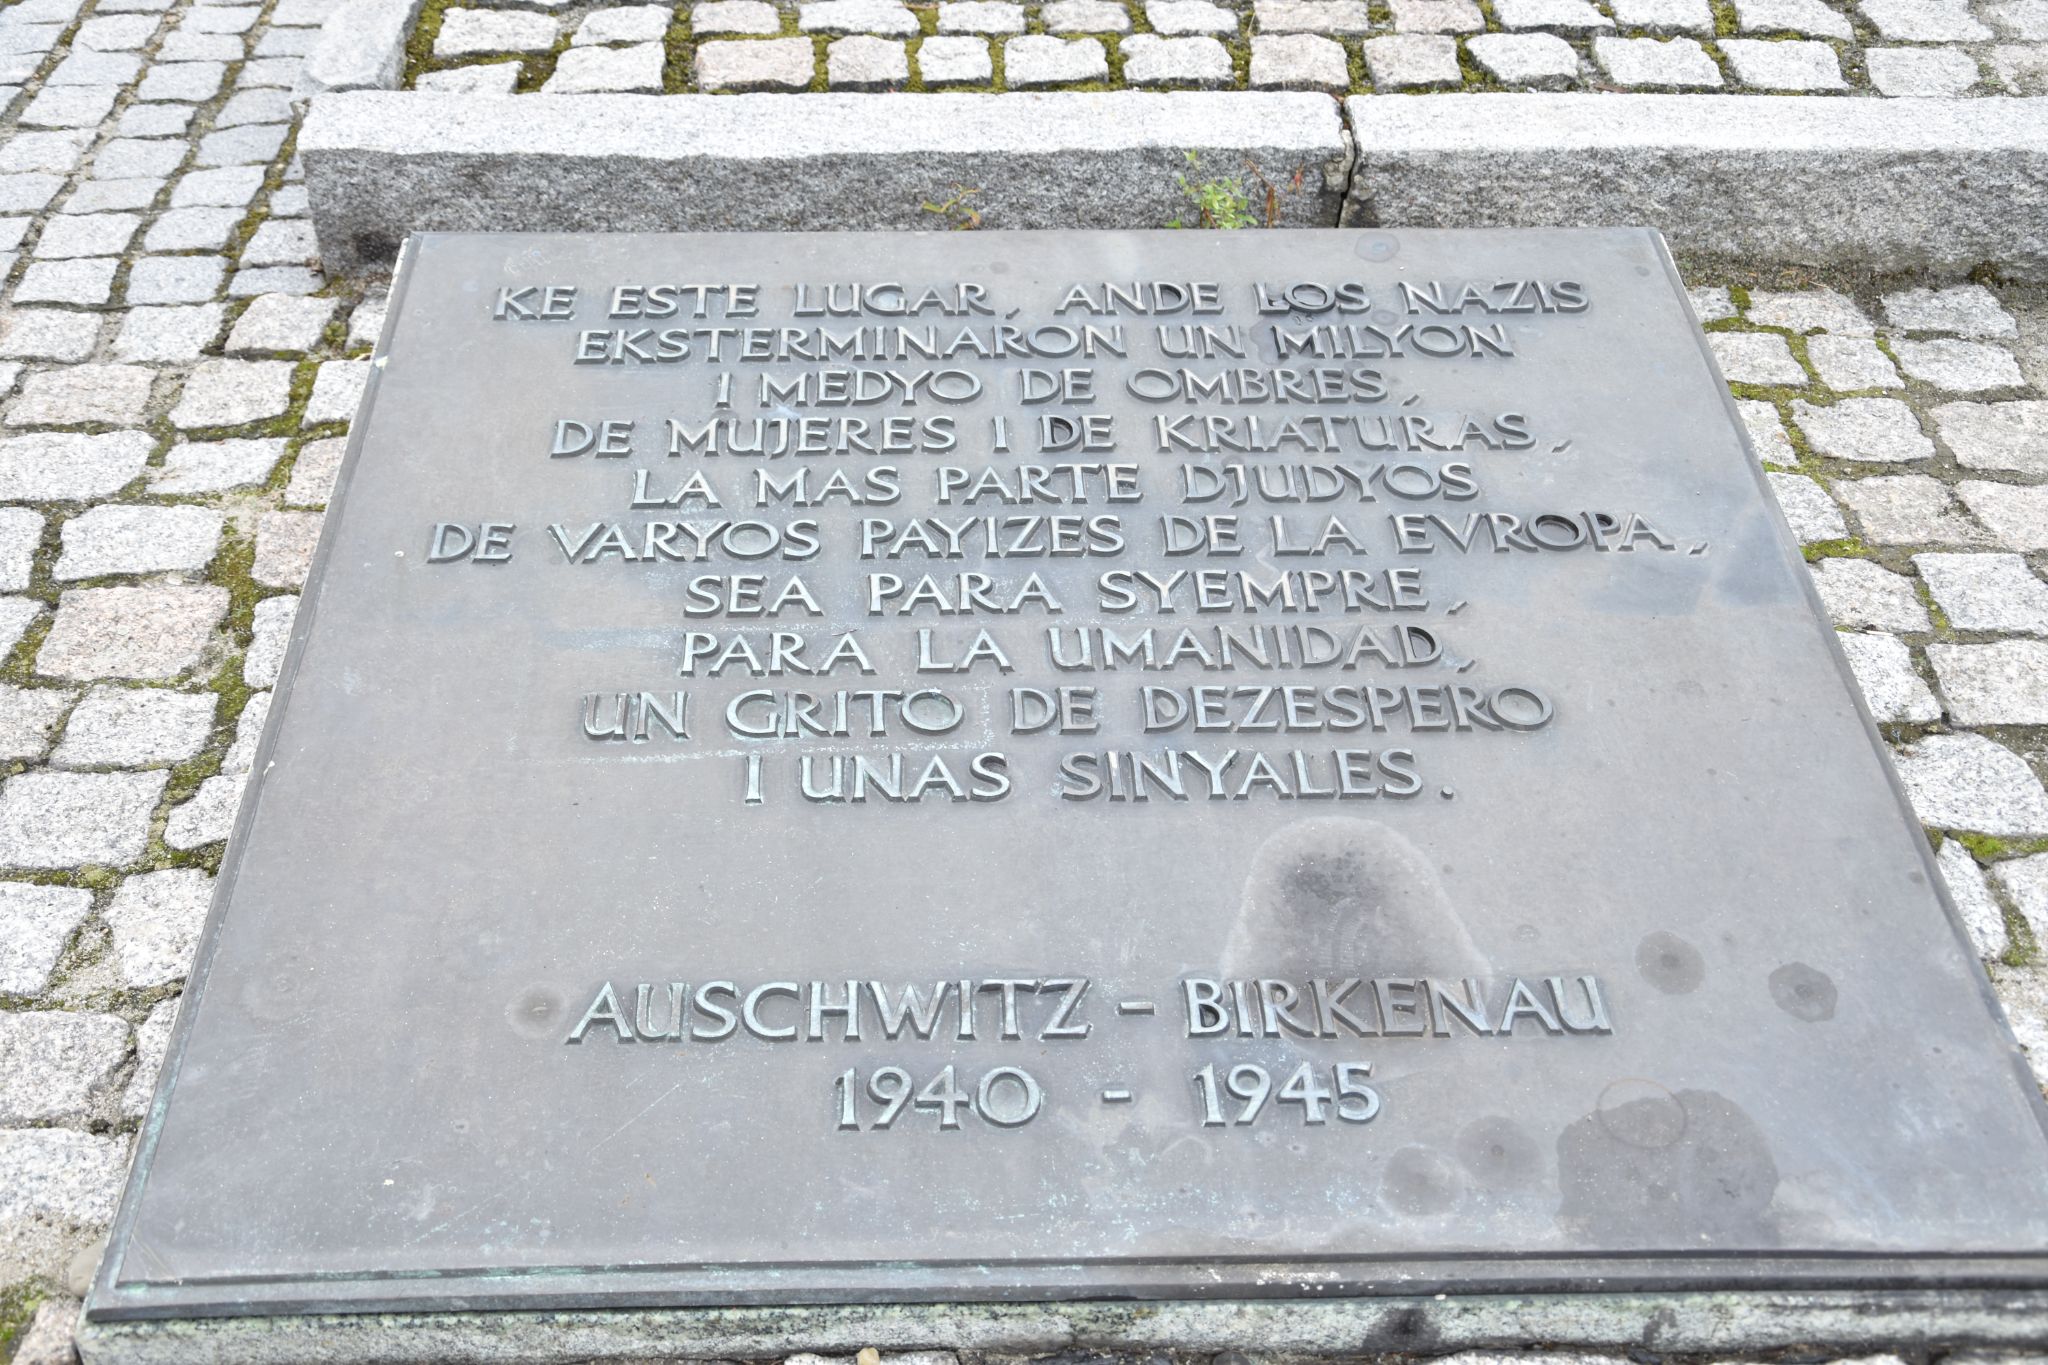 KE ESTE LUGAR, ANDE LOS NAZIS
EKSTERMINARON UN MILYON
I MEDYO DE OMBRES,
DE MUJERES I DE KRIATURAS,
LA MAS PARTE DJUDYOS
DE VARYOS PAYIZES DE LA EVROPA,
SEA PARA SYEMPRE,
PARA LA UMANIDAD,
UN GRITO DE DEZESPERO
I UNAS SINYALES.
AUSCHWITZ - BIRKENAU
1940 - 1945